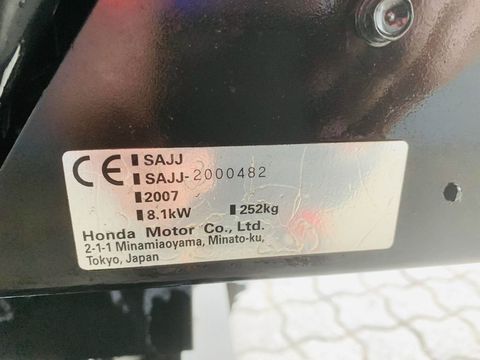 CE SAJJ
SAJJ-2000482
2007
8.1kW 252kg
Honda Motor Co., Ltd.
2-1-1 Minamiaoyama, Minato-ku,
Tokyo, Japan